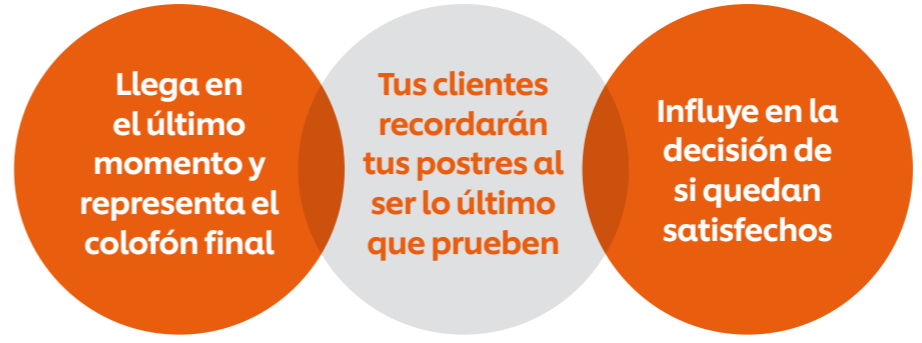 Llega en
el último
momento y
representa el
colofón final
Tus clientes
recordarán
tus postres al
ser lo último
que prueben
Influye en la
decisión de
si quedan
satisfechos